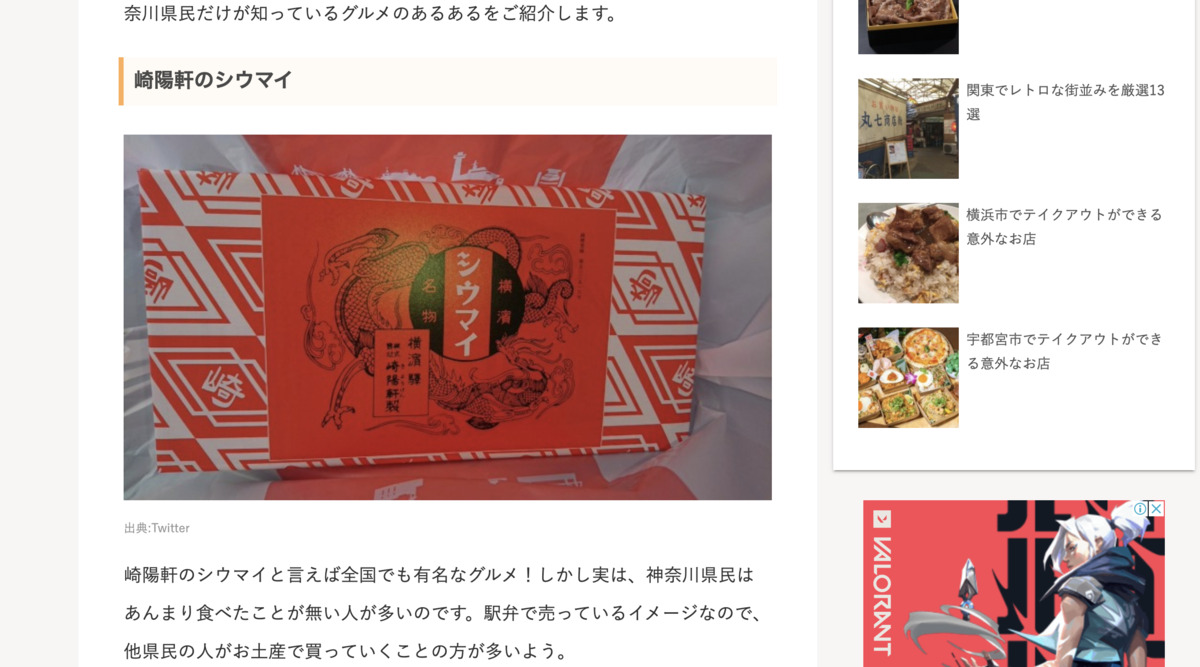 奈川県民だけが知っているグルメのあるあるをご紹介します。
崎陽軒のシウマイ
シウマイ
横濱
名物
横濱驛
株式會社
崎陽軒製
崎
出典:Twitter
崎陽軒のシウマイと言えば全国でも有名なグルメ！しかし実は、神奈川県民は
あんまり食べたことが無い人が多いのです。駅弁で売っているイメージなので、
他県民の人がお土産で買っていくことの方が多いよう。
丸七商店街
関東でレトロな街並みを厳選13
選
横浜市でテイクアウトができる
意外なお店
宇都宮市でテイクアウトができ
る意外なお店
VALORANT